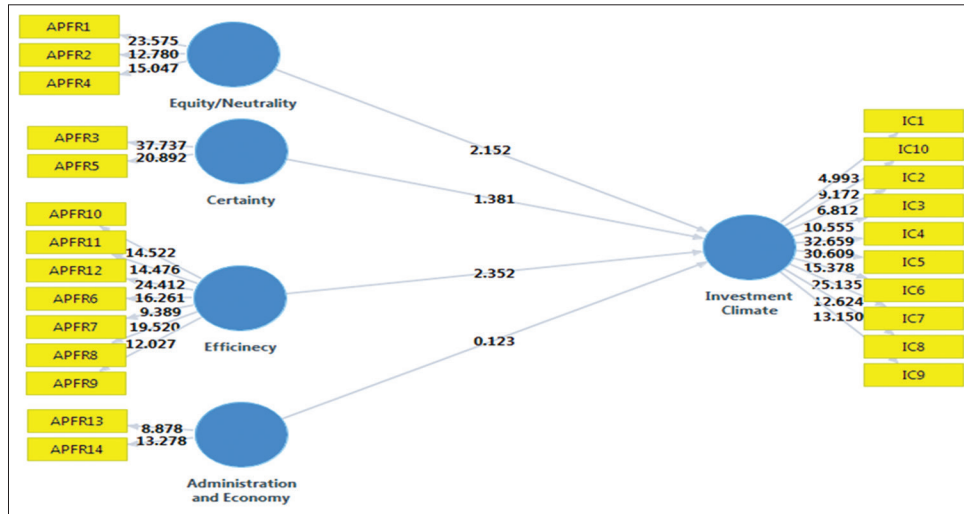 APFR1
23.575
APFR2
12.780
15.047
APFR4
Equity/Neutrality
APFR3
37.737
APFR5
20.892
Certainty
APFR10
APFR11
14.522
APFR12
14.476
24.412
APFR6
16.261
APFR7
9.389
19.520
APFR8
12.027
APFR9
Efficinecy
APFR13
8.878
APFR14
13.278
Administration
and Economy
2.152
1.381
2.352
0.123
Investment
Climate
IC1
IC10
4.993
IC2
9.172
6.812
IC3
10.555
IC4
32.659
30.609
IC5
15.378
IC6
25.135
12.624
IC7
13.150
IC8
IC9